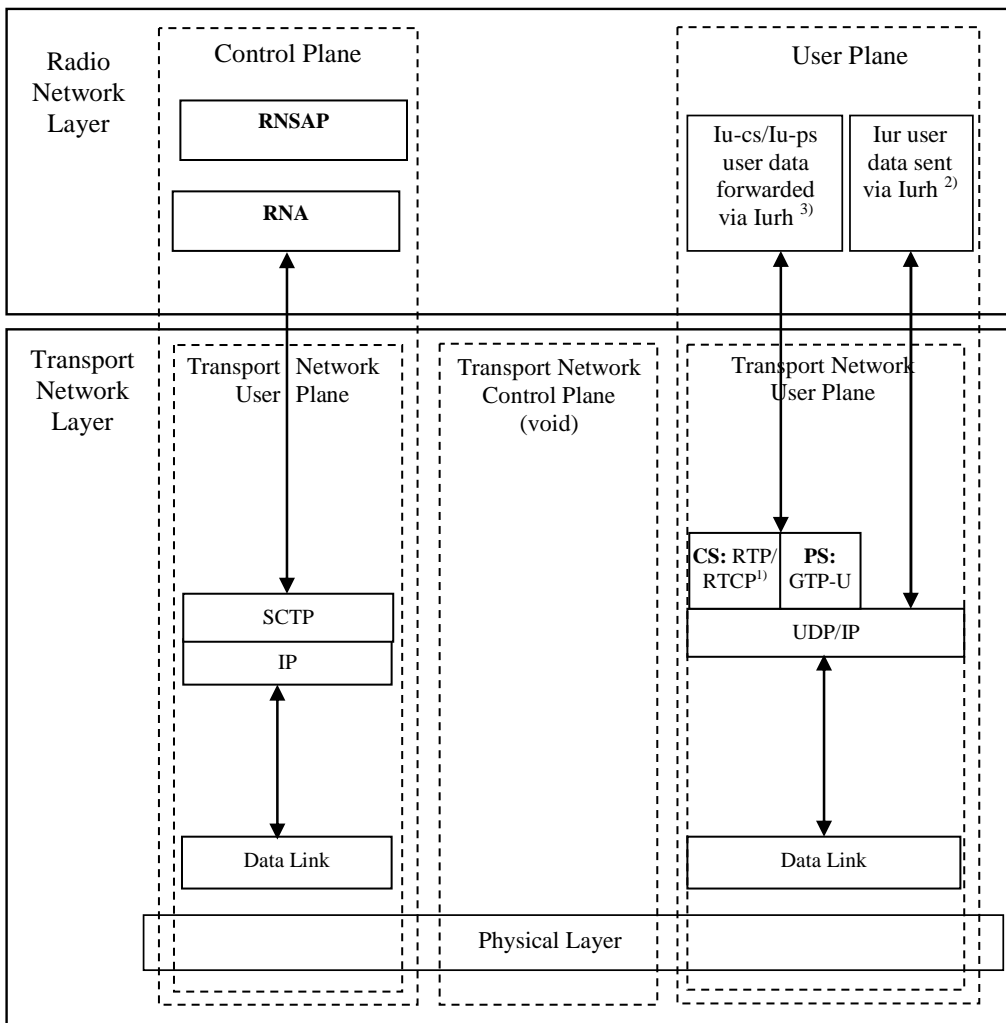 Radio
Network
Layer
Control Plane
RNSAP
RNA
User Plane
Iu-cs/Iu-ps
user data
forwarded
via Iurh 3)
Iur user
data sent
via Iurh 2)
Transport
Network
Layer
Transport Network
User Plane
Transport Network
Control Plane
(void)
Transport Network
User Plane
SCTP
IP
Data Link
CS: RTP/
RTCP1)
PS:
GTP-U
UDP/IP
Data Link
Physical Layer